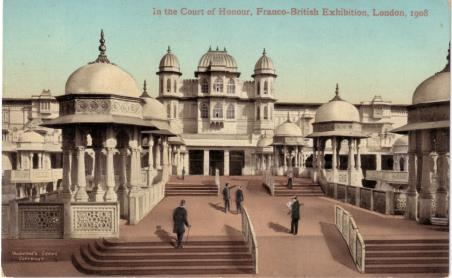 In the Court of Honour, Franco-British Exhibition, London, 1908